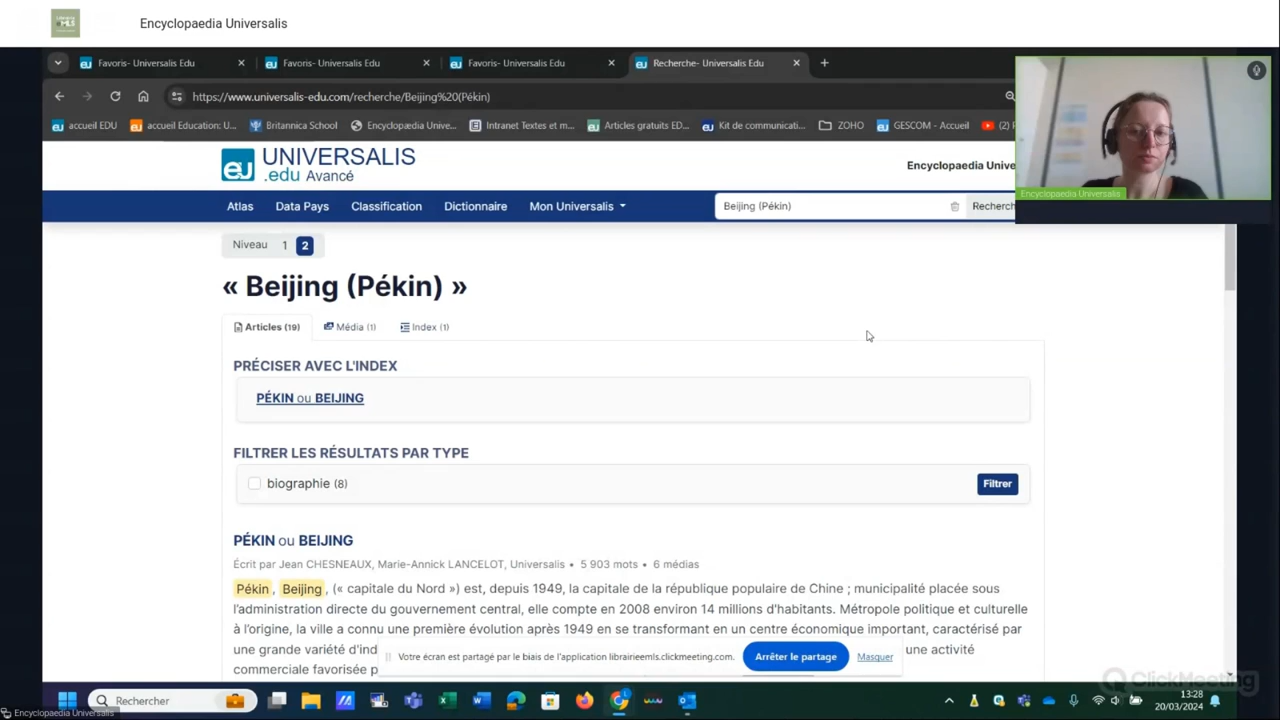 Encyclopaedia Universalis
Favoris- Universalis Edu
Favoris- Universalis Edu
Favoris- Universalis Edu
Recherche- Universalis Edu
https://www.universalis-edu.com/recherche/Beijing%20(Pékin)
accueil EDU
accueil Education: U...
Britannica School
Encyclopædia Unive...
Intranet Textes et m...
Articles gratuits ED...
Kit de communicati...
ZOHO
GESCOM - Accueil
(2)
Encyclopaedia Universalis
UNIVERSALIS
.edu Avancé
Encyclopaedia Unive
Atlas
Data Pays
Classification
Dictionnaire
Mon Universalis
Beijing (Pékin)
Recherch
Niveau 1 2
« Beijing (Pékin) »
Articles (19)
Média (1)
Index (1)
PRÉCISER AVEC L'INDEX
PÉKIN ou BEIJING
FILTRER LES RÉSULTATS PAR TYPE
biographie (8)
Filtrer
PÉKIN ou BEIJING
Écrit par Jean CHESNEAUX, Marie-Annick LANCELOT, Universalis • 5 903 mots • 6 médias
Pékin, Beijing, (« capitale du Nord ») est, depuis 1949, la capitale de la république populaire de Chine ; municipalité placée sous
l'administration directe du gouvernement central, elle compte en 2008 environ 14 millions d'habitants. Métropole politique et culturelle
à l'origine, la ville a connu une première évolution après 1949 en se transformant en un centre économique important, caractérisé par
une grande variété d'ind
une activité
commerciale favorisée p
Votre écran est partagé par le biais de l'application librairieemls.clickmeeting.com.
Arrêter le partage
Masquer
ClickMeeting
Rechercher
13:28
20/03/2024
Encyclopaedia Universalis